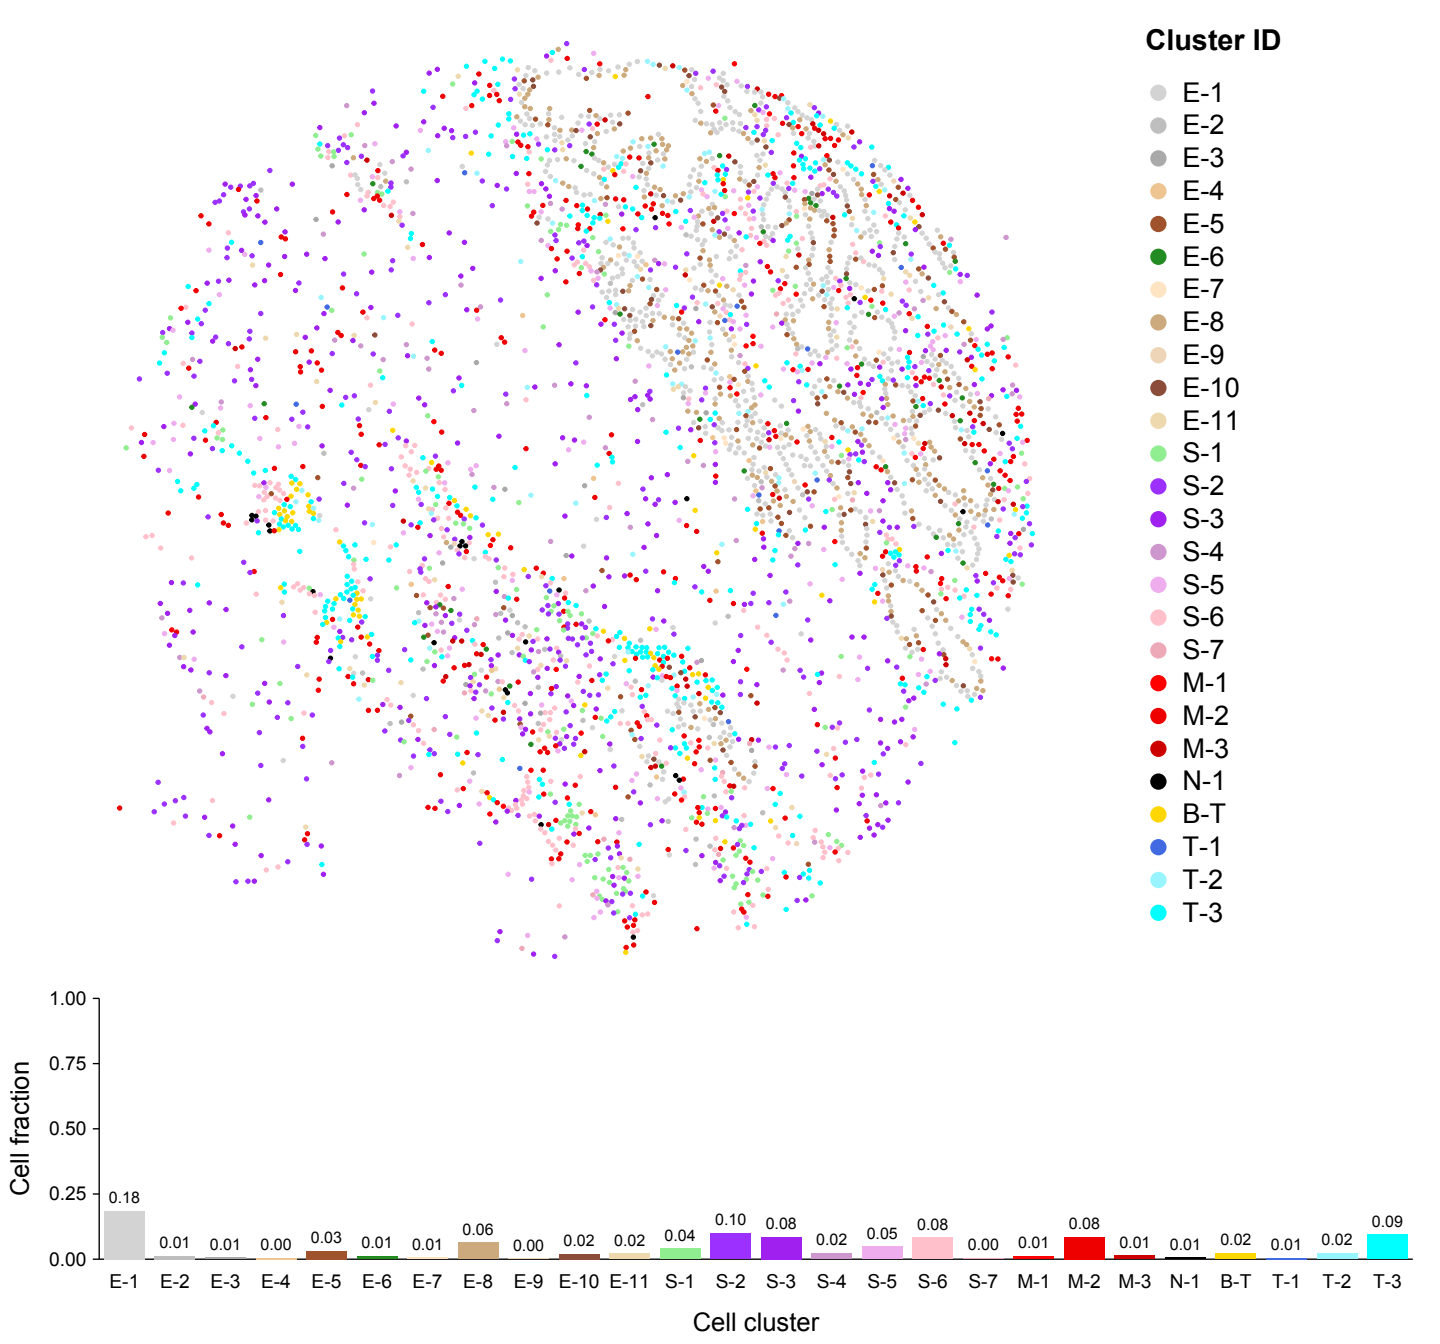 Cluster ID
E-1
E-2
E-3
E-4
E-5
E-6
E-7
E-8
E-9
E-10
E-11
S-1
S-2
S-3
S-4
S-5
S-6
S-7
M-1
M-2
M-3
N-1
B-T
T-1
T-2
T-3
1.00
0.75
0.50
0.25
0.00
Cell fraction
0.18 0.01 0.01 0.00 0.03 0.01 0.01 0.06 0.00 0.02 0.02 0.04 0.10 0.08 0.02 0.05 0.08 0.00 0.01 0.08 0.01 0.01 0.02 0.01 0.02 0.09
E-1 E-2 E-3 E-4 E-5 E-6 E-7 E-8 E-9 E-10 E-11 S-1 S-2 S-3 S-4 S-5 S-6 S-7 M-1 M-2 M-3 N-1 B-T T-1 T-2 T-3
Cell cluster